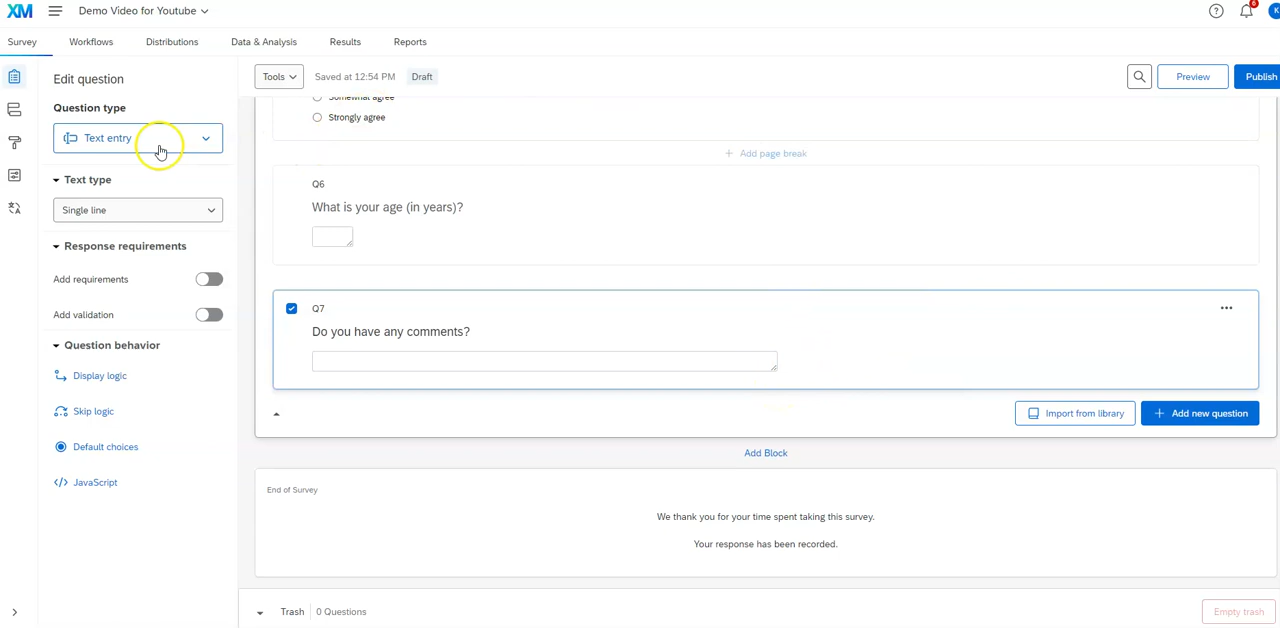 XM Demo Video for Youtube
6
K
Survey Workflows Distributions Data & Analysis Results Reports
Edit question
Tools Saved at 12:54 PM Draft Preview Publish
Question type
Text entry
Text type
Single line
Response requirements
Add requirements
Add validation
Question behavior
Display logic
Skip logic
Default choices
JavaScript
Somewhat agree
Strongly agree
Add page break
Q6
What is your age (in years)?
Q7
Do you have any comments?
Import from library Add new question
Add Block
End of Survey
We thank you for your time spent taking this survey.
Your response has been recorded.
Trash 0 Questions Empty trash